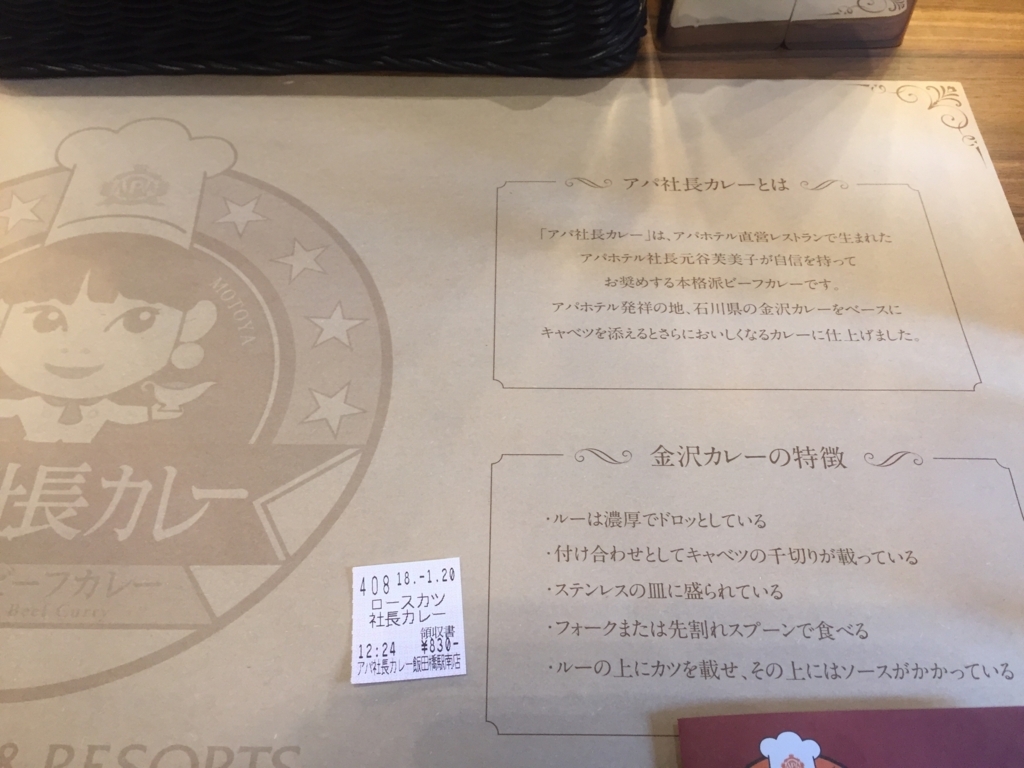 APA
MOTOYA
社長カレー
ビーフカレー
Beef Curry
& RESORTS
アパ社長カレーとは
「アパ社長カレー」は、アパホテル直営レストランで生まれた
アパホテル社長元谷芙美子が自信を持って
お奨めする本格派ビーフカレーです。
アパホテル発祥の地、石川県の金沢カレーをベースに
キャベツを添えるとさらにおいしくなるカレーに仕上げました。
金沢カレーの特徴
・ルーは濃厚でドロッとしている
・付け合わせとしてキャベツの千切りが載っている
・ステンレスの皿に盛られている
・フォークまたは先割れスプーンで食べる
・ルーの上にカツを載せ、その上にはソースがかかっている
408 18.-1.20
ロースカツ
社長カレー
領収書
12:24 ¥830-
アパ社長カレー飯田橋駅南店